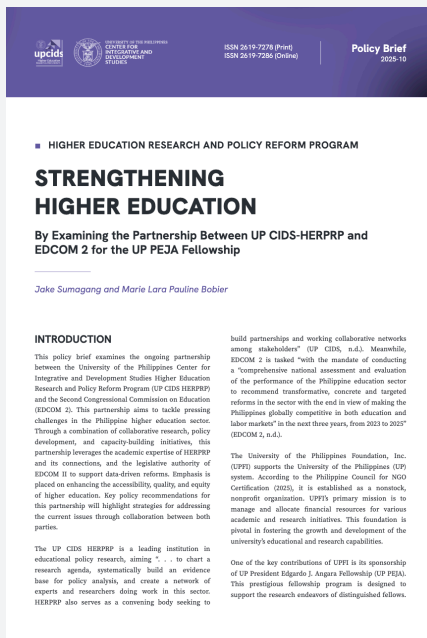 upcids
UNIVERSITY OF THE PHILIPPINES
CENTER FOR
INTEGRATIVE AND
DEVELOPMENT
STUDIES
ISSN 2619-7278 (Print)
ISSN 2619-7286 (Online)
Policy Brief
2025-10
HIGHER EDUCATION RESEARCH AND POLICY REFORM PROGRAM
STRENGTHENING
HIGHER EDUCATION
By Examining the Partnership Between UP CIDS-HERPRP and
EDCOM 2 for the UP PEJA Fellowship
Jake Sumagang and Marie Lara Pauline Bobier
INTRODUCTION
This policy brief examines the ongoing partnership
between the University of the Philippines Center for
Integrative and Development Studies Higher Education
Research and Policy Reform Program (UP CIDS HERPRP)
and the Second Congressional Commission on Education
(EDCOM 2). This partnership aims to tackle pressing
challenges in the Philippine higher education sector.
Through a combination of collaborative research, policy
development, and capacity-building initiatives, this
partnership leverages the academic expertise of HERPRP
and its connections, and the legislative authority of
EDCOM II to support data-driven reforms. Emphasis is
placed on enhancing the accessibility, quality, and equity
of higher education. Key policy recommendations for
this partnership will highlight strategies for addressing
the current issues through collaboration between both
parties.
The UP CIDS HERPRP is a leading institution in
educational policy research, aiming “. . . to chart a
research agenda, systematically build an evidence
base for policy analysis, and create a network of
experts and researchers doing work in this sector.
HERPRP also serves as a convening body seeking to
build partnerships and working collaborative networks
among stakeholders” (UP CIDS, n.d.). Meanwhile,
EDCOM 2 is tasked “with the mandate of conducting
a “comprehensive national assessment and evaluation
of the performance of the Philippine education sector
to recommend transformative, concrete and targeted
reforms in the sector with the end in view of making the
Philippines globally competitive in both education and
labor markets” in the next three years, from 2023 to 2025”
(EDCOM 2, n.d.).
The University of the Philippines Foundation, Inc.
(UPFI) supports the University of the Philippines (UP)
system. According to the Philippine Council for NGO
Certification (2025), it is established as a nonstock,
nonprofit organization. UPFI’s primary mission is to
manage and allocate financial resources for various
academic and research initiatives. This foundation is
pivotal in fostering the growth and development of the
university’s educational and research capabilities.
One of the key contributions of UPFI is its sponsorship
of UP President Edgardo J. Angara Fellowship (UP PEJA).
This prestigious fellowship program is designed to
support the research endeavors of distinguished fellows.